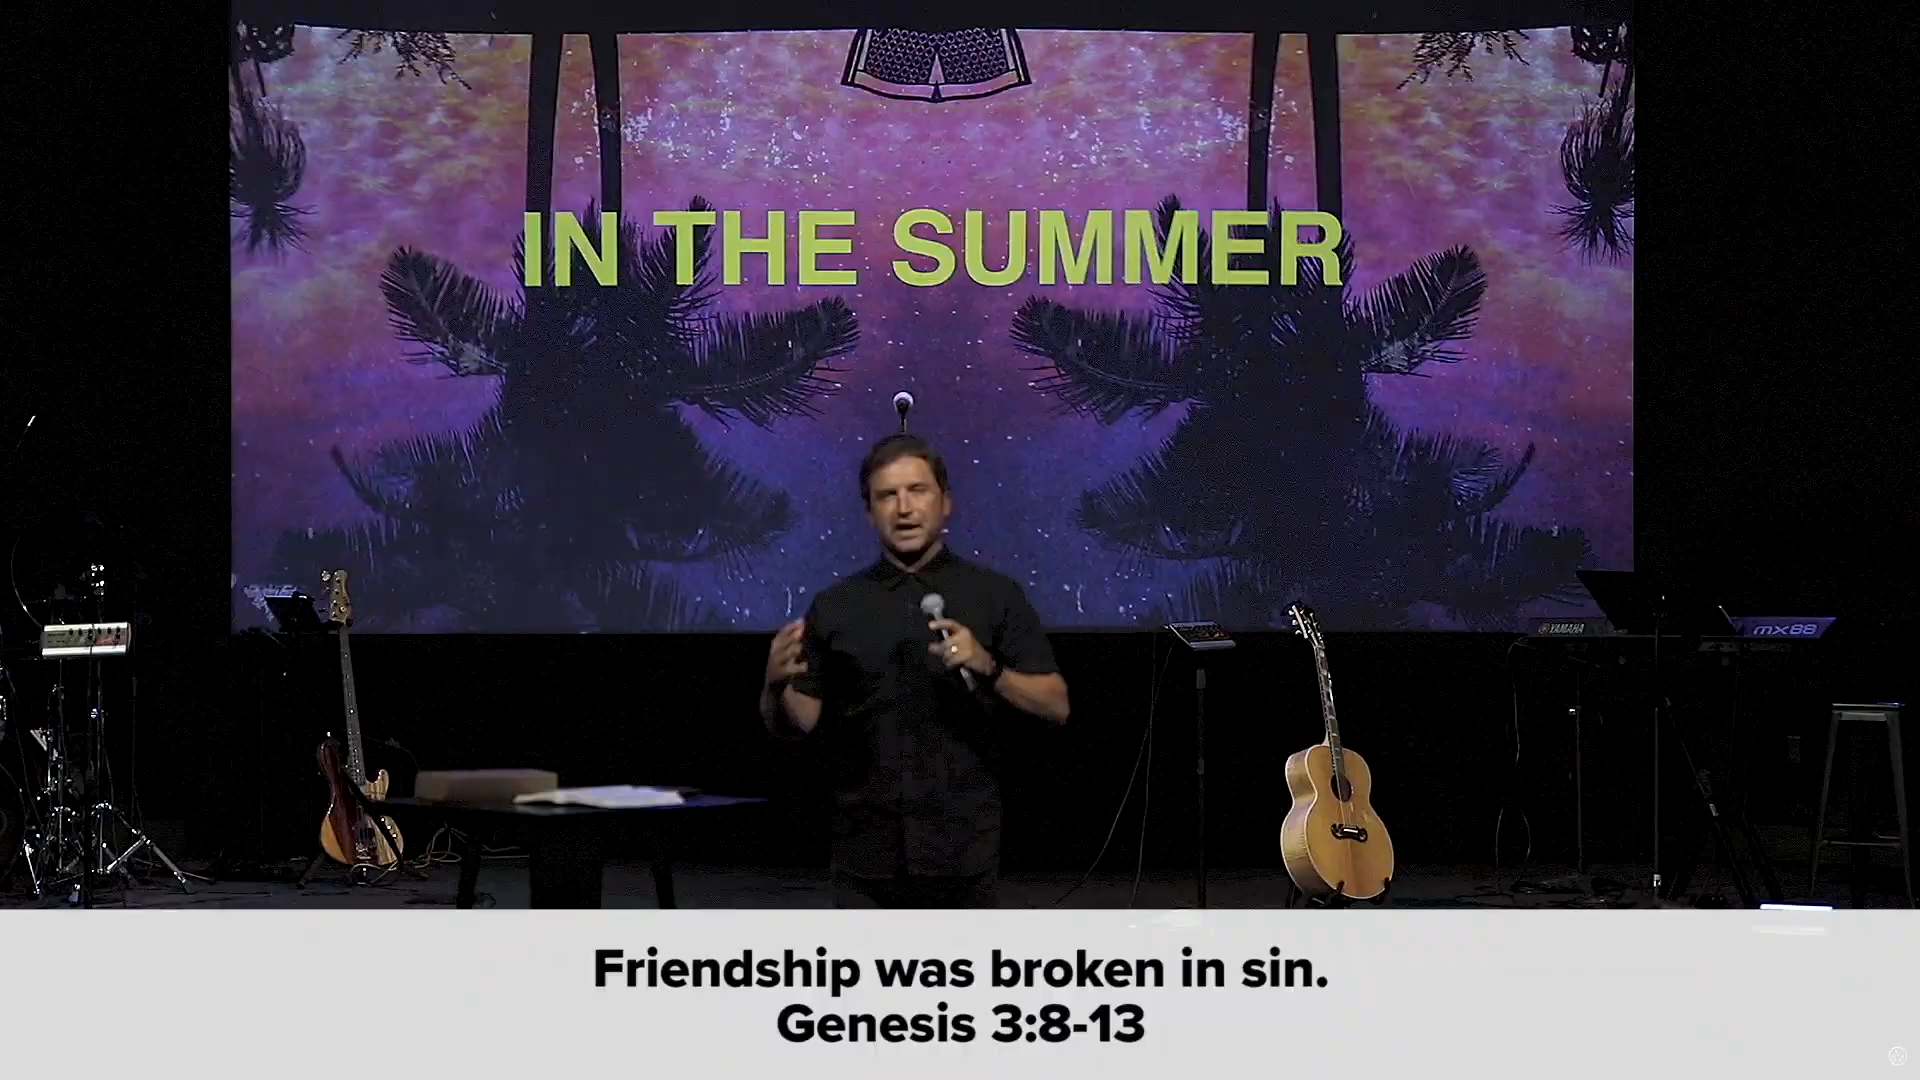 IN THE SUMMER
YAMAHA
MX88
Friendship was broken in sin.
Genesis 3:8-13